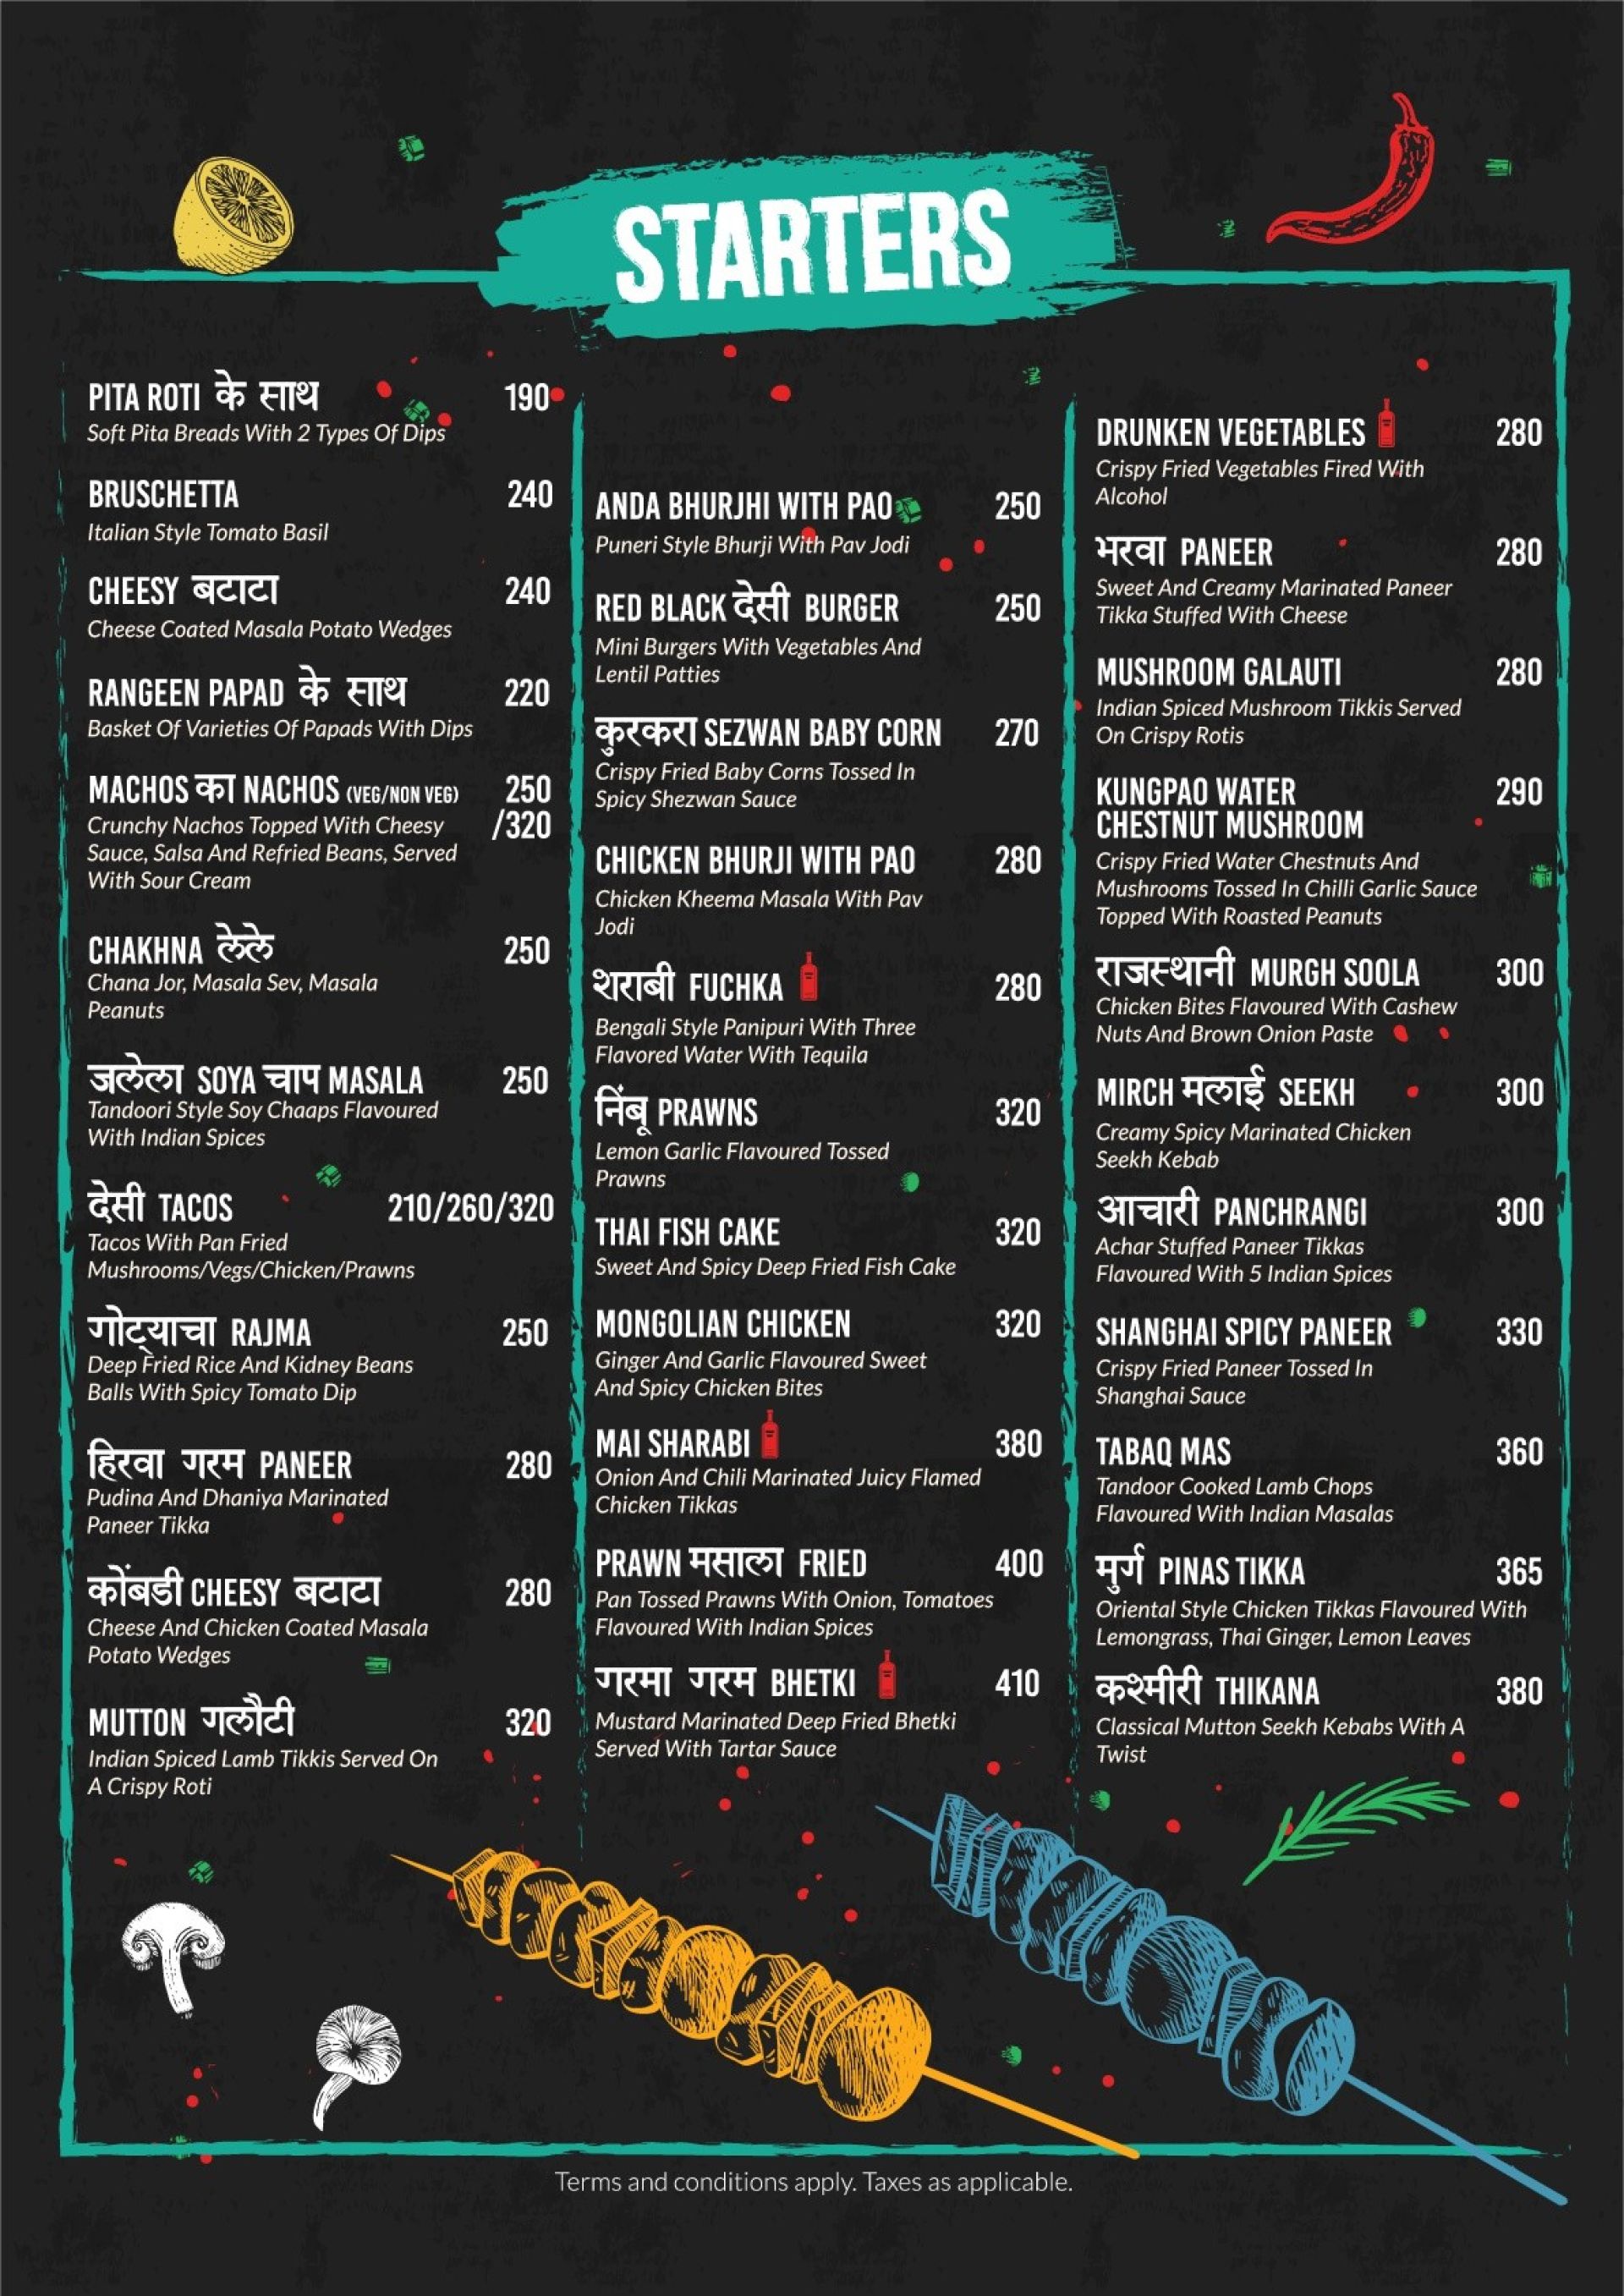 STARTERS
PITA ROTI के साथ 190
Soft Pita Breads With 2 Types Of Dips
BRUSCHETTA 240
Italian Style Tomato Basil
CHEESY बटाटा 240
Cheese Coated Masala Potato Wedges
RANGEEN PAPAD के साथ 220
Basket Of Varieties Of Papads With Dips
MACHOS का NACHOS (VEG/NON VEG) 250
/320
Crunchy Nachos Topped With Cheesy
Sauce, Salsa And Refried Beans, Served
With Sour Cream
CHAKHNA लेले 250
Chana Jor, Masala Sev, Masala
Peanuts
जलेला SOYA चाप MASALA 250
Tandoori Style Soy Chaaps Flavoured
With Indian Spices
देसी TACOS 210/260/320
Tacos With Pan Fried
Mushrooms/Vegs/Chicken/Prawns
गोट्याचा RAJMA 250
Deep Fried Rice And Kidney Beans
Balls With Spicy Tomato Dip
हिरवा गरम PANEER 280
Pudina And Dhaniya Marinated
Paneer Tikka
कोंबडी CHEESY बटाटा 280
Cheese And Chicken Coated Masala
Potato Wedges
MUTTON गलौटी 320
Indian Spiced Lamb Tikkis Served On
A Crispy Roti
ANDA BHURJHI WITH PAO 250
Puneri Style Bhurji With Pav Jodi
RED BLACK देसी BURGER 250
Mini Burgers With Vegetables And
Lentil Patties
कुरकरा SEZWAN BABY CORN 270
Crispy Fried Baby Corns Tossed In
Spicy Shezwan Sauce
CHICKEN BHURJI WITH PAO 280
Chicken Kheema Masala With Pav
Jodi
शराबी FUCHKA 280
Bengali Style Panipuri With Three
Flavored Water With Tequila
निंबू PRAWNS 320
Lemon Garlic Flavoured Tossed
Prawns
THAI FISH CAKE 320
Sweet And Spicy Deep Fried Fish Cake
MONGOLIAN CHICKEN 320
Ginger And Garlic Flavoured Sweet
And Spicy Chicken Bites
MAI SHARABI 380
Onion And Chili Marinated Juicy Flamed
Chicken Tikkas
PRAWN मसाला FRIED 400
Pan Tossed Prawns With Onion, Tomatoes
Flavoured With Indian Spices
गरमा गरम BHETKI 410
Mustard Marinated Deep Fried Bhetki
Served With Tartar Sauce
DRUNKEN VEGETABLES 280
Crispy Fried Vegetables Fired With
Alcohol
भरवा PANEER 280
Sweet And Creamy Marinated Paneer
Tikka Stuffed With Cheese
MUSHROOM GALAUTI 280
Indian Spiced Mushroom Tikkis Served
On Crispy Rotis
KUNGPAO WATER 290
CHESTNUT MUSHROOM
Crispy Fried Water Chestnuts And
Mushrooms Tossed In Chilli Garlic Sauce
Topped With Roasted Peanuts
राजस्थानी MURGH SOOLA 300
Chicken Bites Flavoured With Cashew
Nuts And Brown Onion Paste
MIRCH मलाई SEEKH 300
Creamy Spicy Marinated Chicken
Seekh Kebab
आचारी PANCHRANGI 300
Achar Stuffed Paneer Tikkas
Flavoured With 5 Indian Spices
SHANGHAI SPICY PANEER 330
Crispy Fried Paneer Tossed In
Shanghai Sauce
TABAQ MAS 360
Tandoor Cooked Lamb Chops
Flavoured With Indian Masalas
मुर्ग PINAS TIKKA 365
Oriental Style Chicken Tikkas Flavoured With
Lemongrass, Thai Ginger, Lemon Leaves
कश्मीरी THIKANA 380
Classical Mutton Seekh Kebabs With A
Twist
Terms and conditions apply. Taxes as applicable.